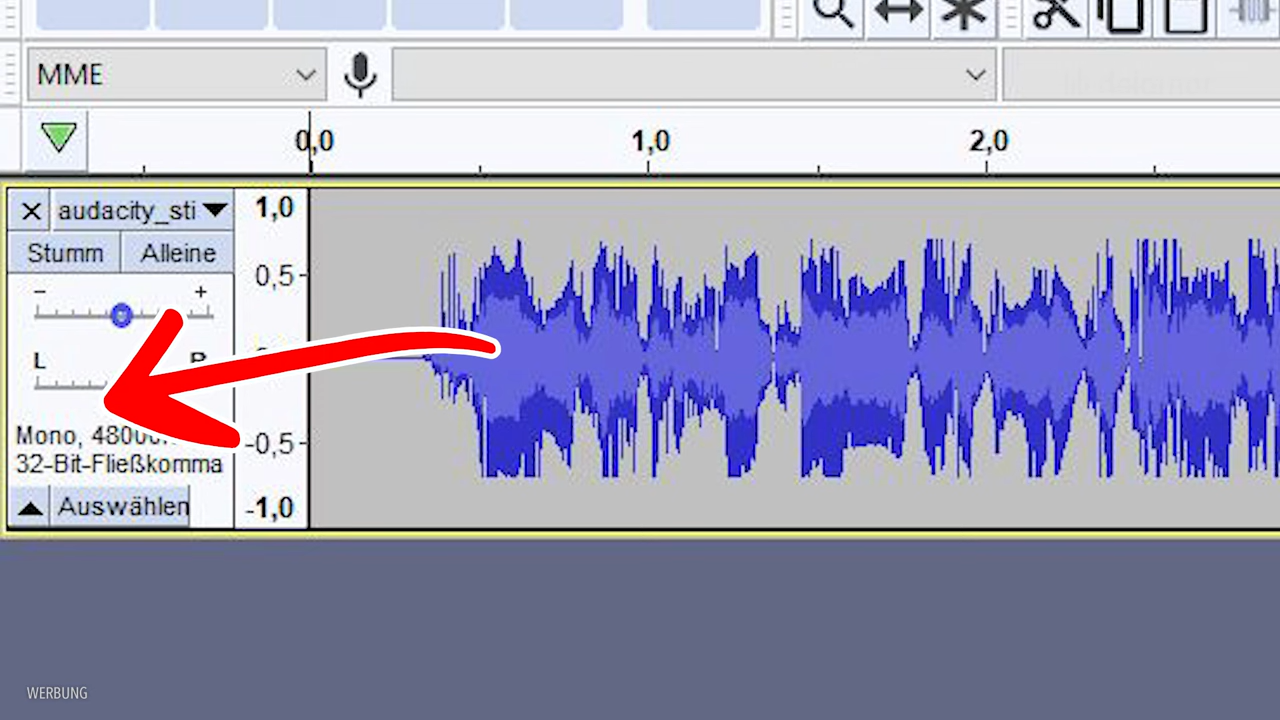 MME
0,0 1,0 2,0
audacity_sti
1,0
Stumm Alleine
0,5
- +
L R
Mono, 48000
-0,5
32-Bit-Fließkomma
Auswählen
-1,0
WERBUNG